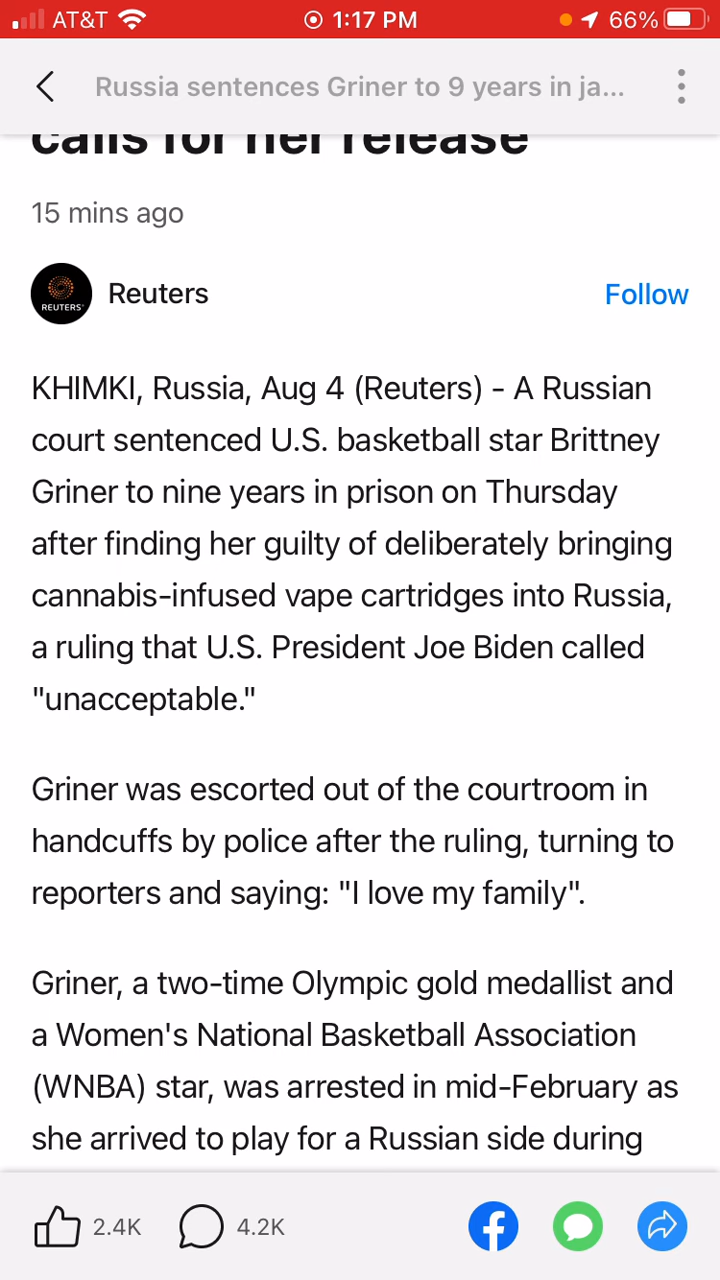 AT&T 1:17 PM 66%
Russia sentences Griner to 9 years in ja...
calls for her release
15 mins ago
REUTERS
Reuters
Follow
KHIMKI, Russia, Aug 4 (Reuters) - A Russian
court sentenced U.S. basketball star Brittney
Griner to nine years in prison on Thursday
after finding her guilty of deliberately bringing
cannabis-infused vape cartridges into Russia,
a ruling that U.S. President Joe Biden called
"unacceptable."
Griner was escorted out of the courtroom in
handcuffs by police after the ruling, turning to
reporters and saying: "I love my family".
Griner, a two-time Olympic gold medallist and
a Women's National Basketball Association
(WNBA) star, was arrested in mid-February as
she arrived to play for a Russian side during
2.4K 4.2K